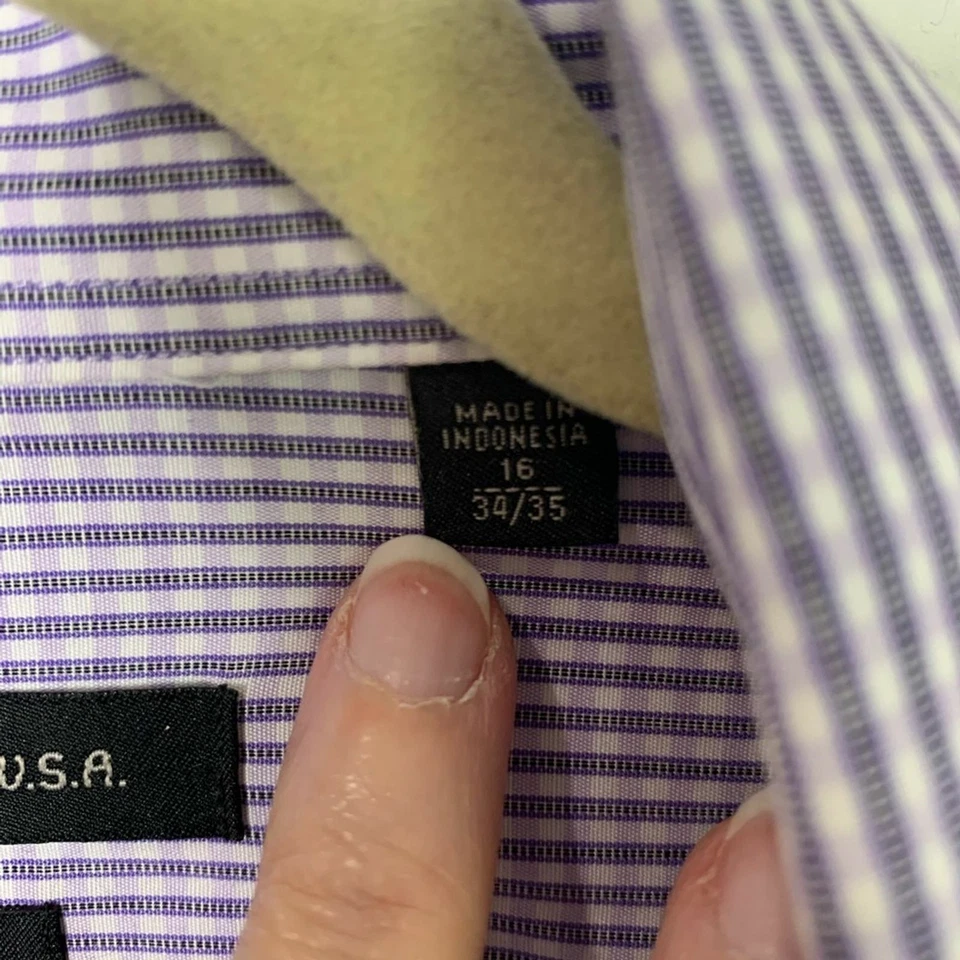 MADE IN
INDONESIA
16
34/35
U.S.A.